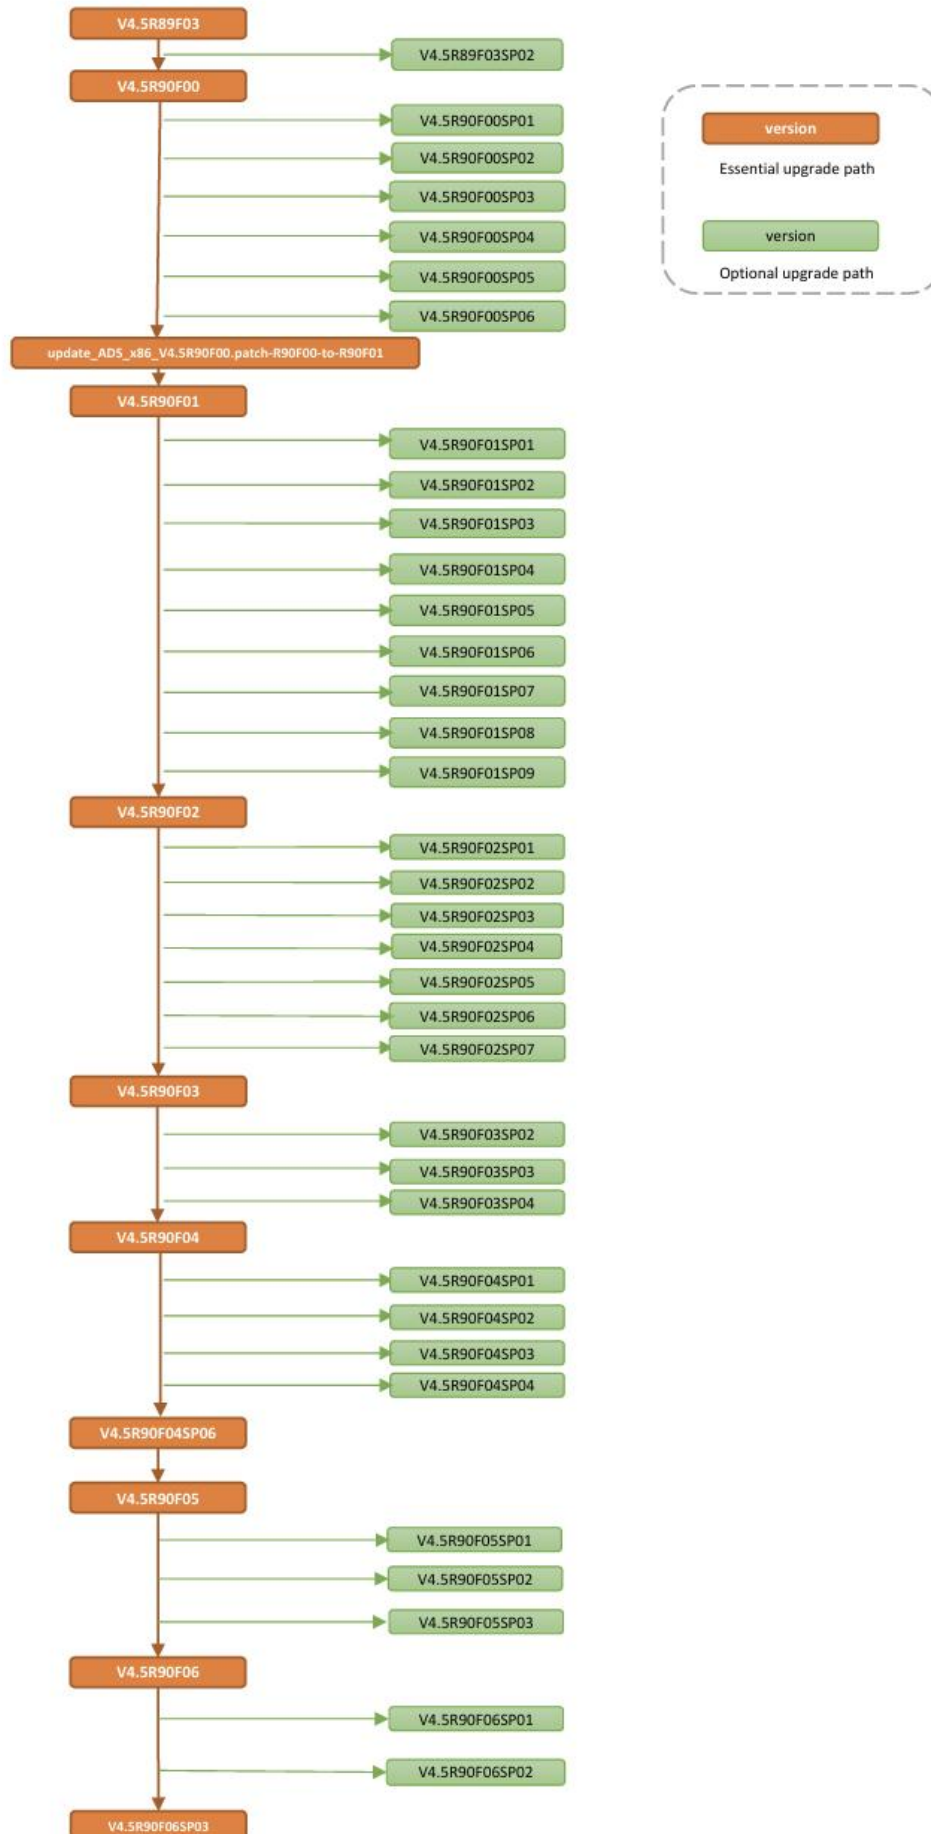 V4.5R89F03
V4.5R89F03SP02
V4.5R90F00
V4.5R90F00SP01
V4.5R90F00SP02
V4.5R90F00SP03
V4.5R90F00SP04
V4.5R90F00SP05
V4.5R90F00SP06
version
Essential upgrade path
version
Optional upgrade path
update_ADS_x86_V4.5R90F00.patch-R90F00-to-R90F01
V4.5R90F01
V4.5R90F01SP01
V4.5R90F01SP02
V4.5R90F01SP03
V4.5R90F01SP04
V4.5R90F01SP05
V4.5R90F01SP06
V4.5R90F01SP07
V4.5R90F01SP08
V4.5R90F01SP09
V4.5R90F02
V4.5R90F02SP01
V4.5R90F02SP02
V4.5R90F02SP03
V4.5R90F02SP04
V4.5R90F02SP05
V4.5R90F02SP06
V4.5R90F02SP07
V4.5R90F03
V4.5R90F03SP02
V4.5R90F03SP03
V4.5R90F03SP04
V4.5R90F04
V4.5R90F04SP01
V4.5R90F04SP02
V4.5R90F04SP03
V4.5R90F04SP04
V4.5R90F04SP06
V4.5R90F05
V4.5R90F05SP01
V4.5R90F05SP02
V4.5R90F05SP03
V4.5R90F06
V4.5R90F06SP01
V4.5R90F06SP02
V4.5R90F06SP03